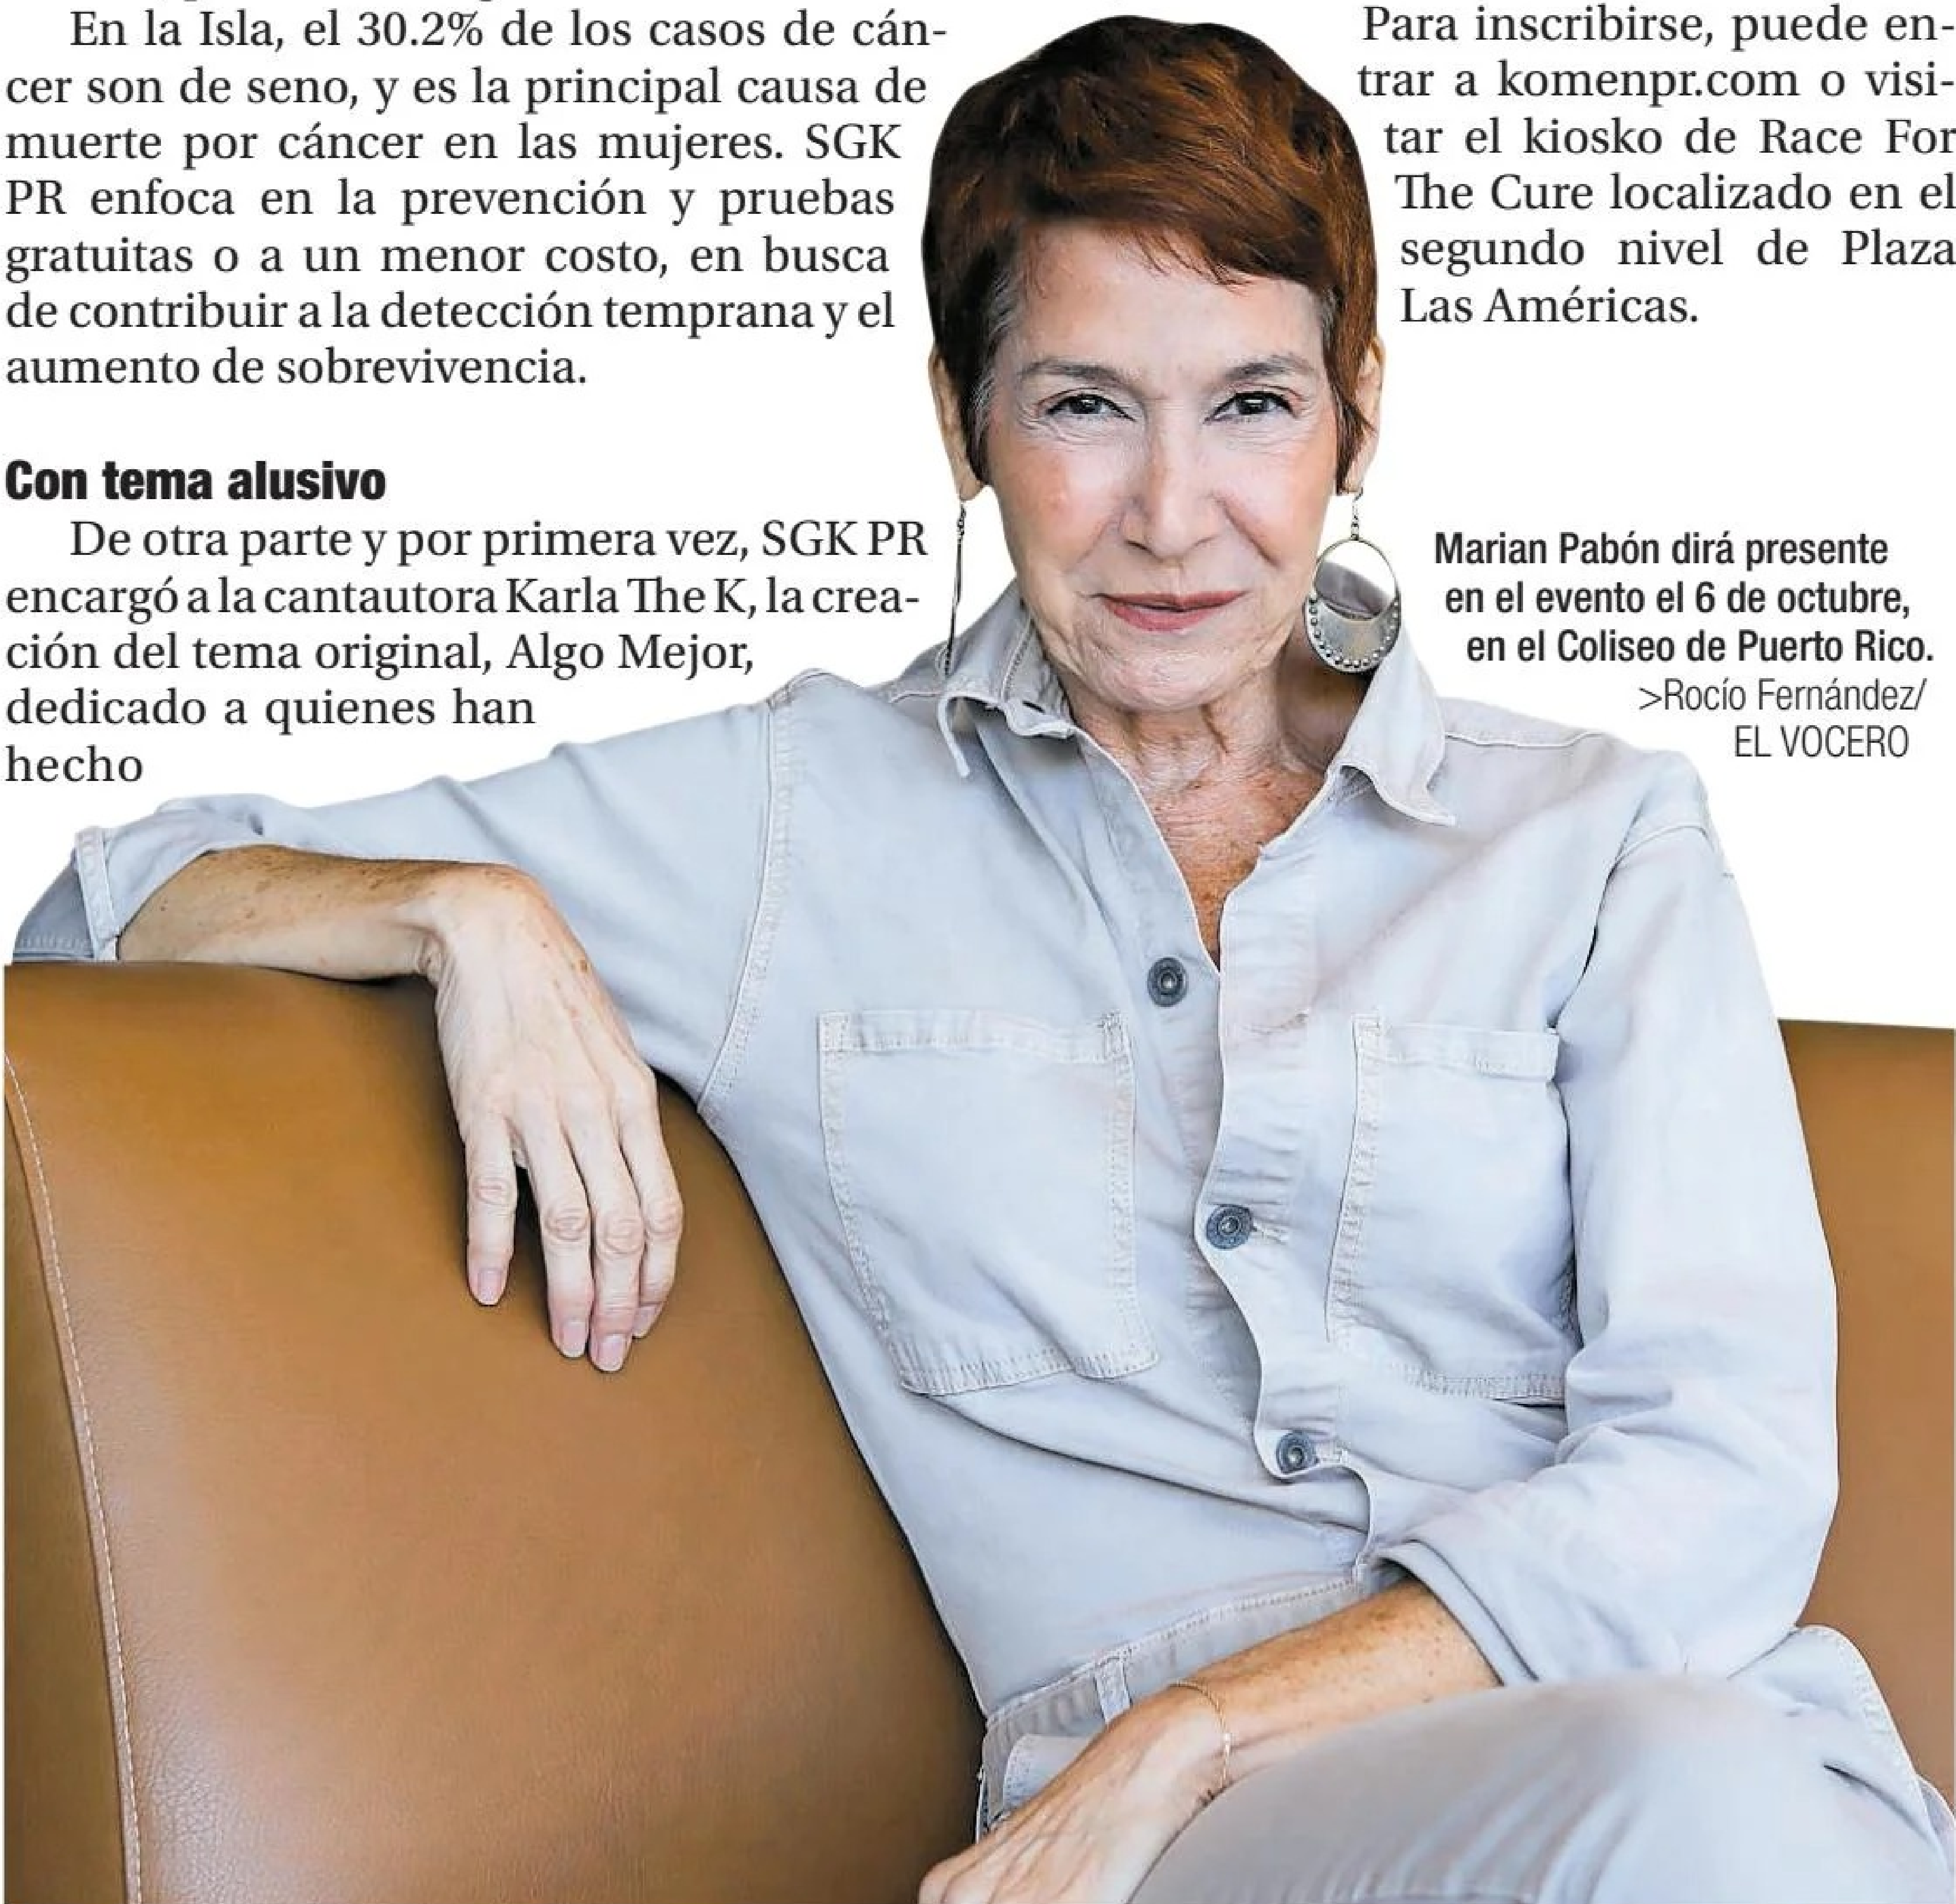 En la Isla, el 30.2% de los casos de cán-
cer son de seno, y es la principal causa de
muerte por cáncer en las mujeres. SGK
PR enfoca en la prevención y pruebas
gratuitas o a un menor costo, en busca
de contribuir a la detección temprana y el
aumento de sobrevivencia.
Con tema alusivo
De otra parte y por primera vez, SGK PR
encargó a la cantautora Karla The K, la crea-
ción del tema original, Algo Mejor,
dedicado a quienes han
hecho
Para inscribirse, puede en-
trar a komenpr.com o visi-
tar el kiosko de Race For
The Cure localizado en el
segundo nivel de Plaza
Las Américas.
Marian Pabón dirá presente
en el evento el 6 de octubre,
en el Coliseo de Puerto Rico.
>Rocío Fernández/
EL VOCERO